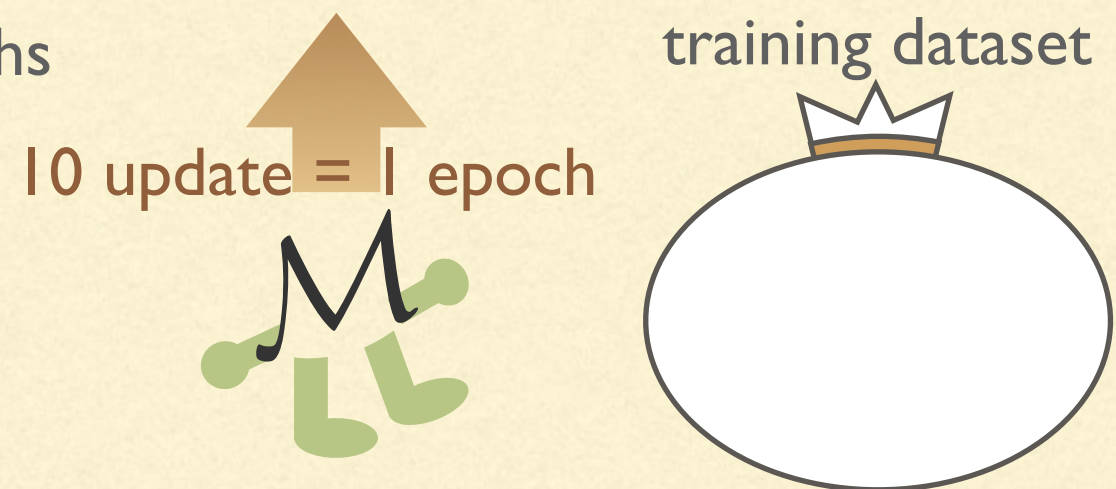 hs
training dataset
10 update = 1 epoch
M